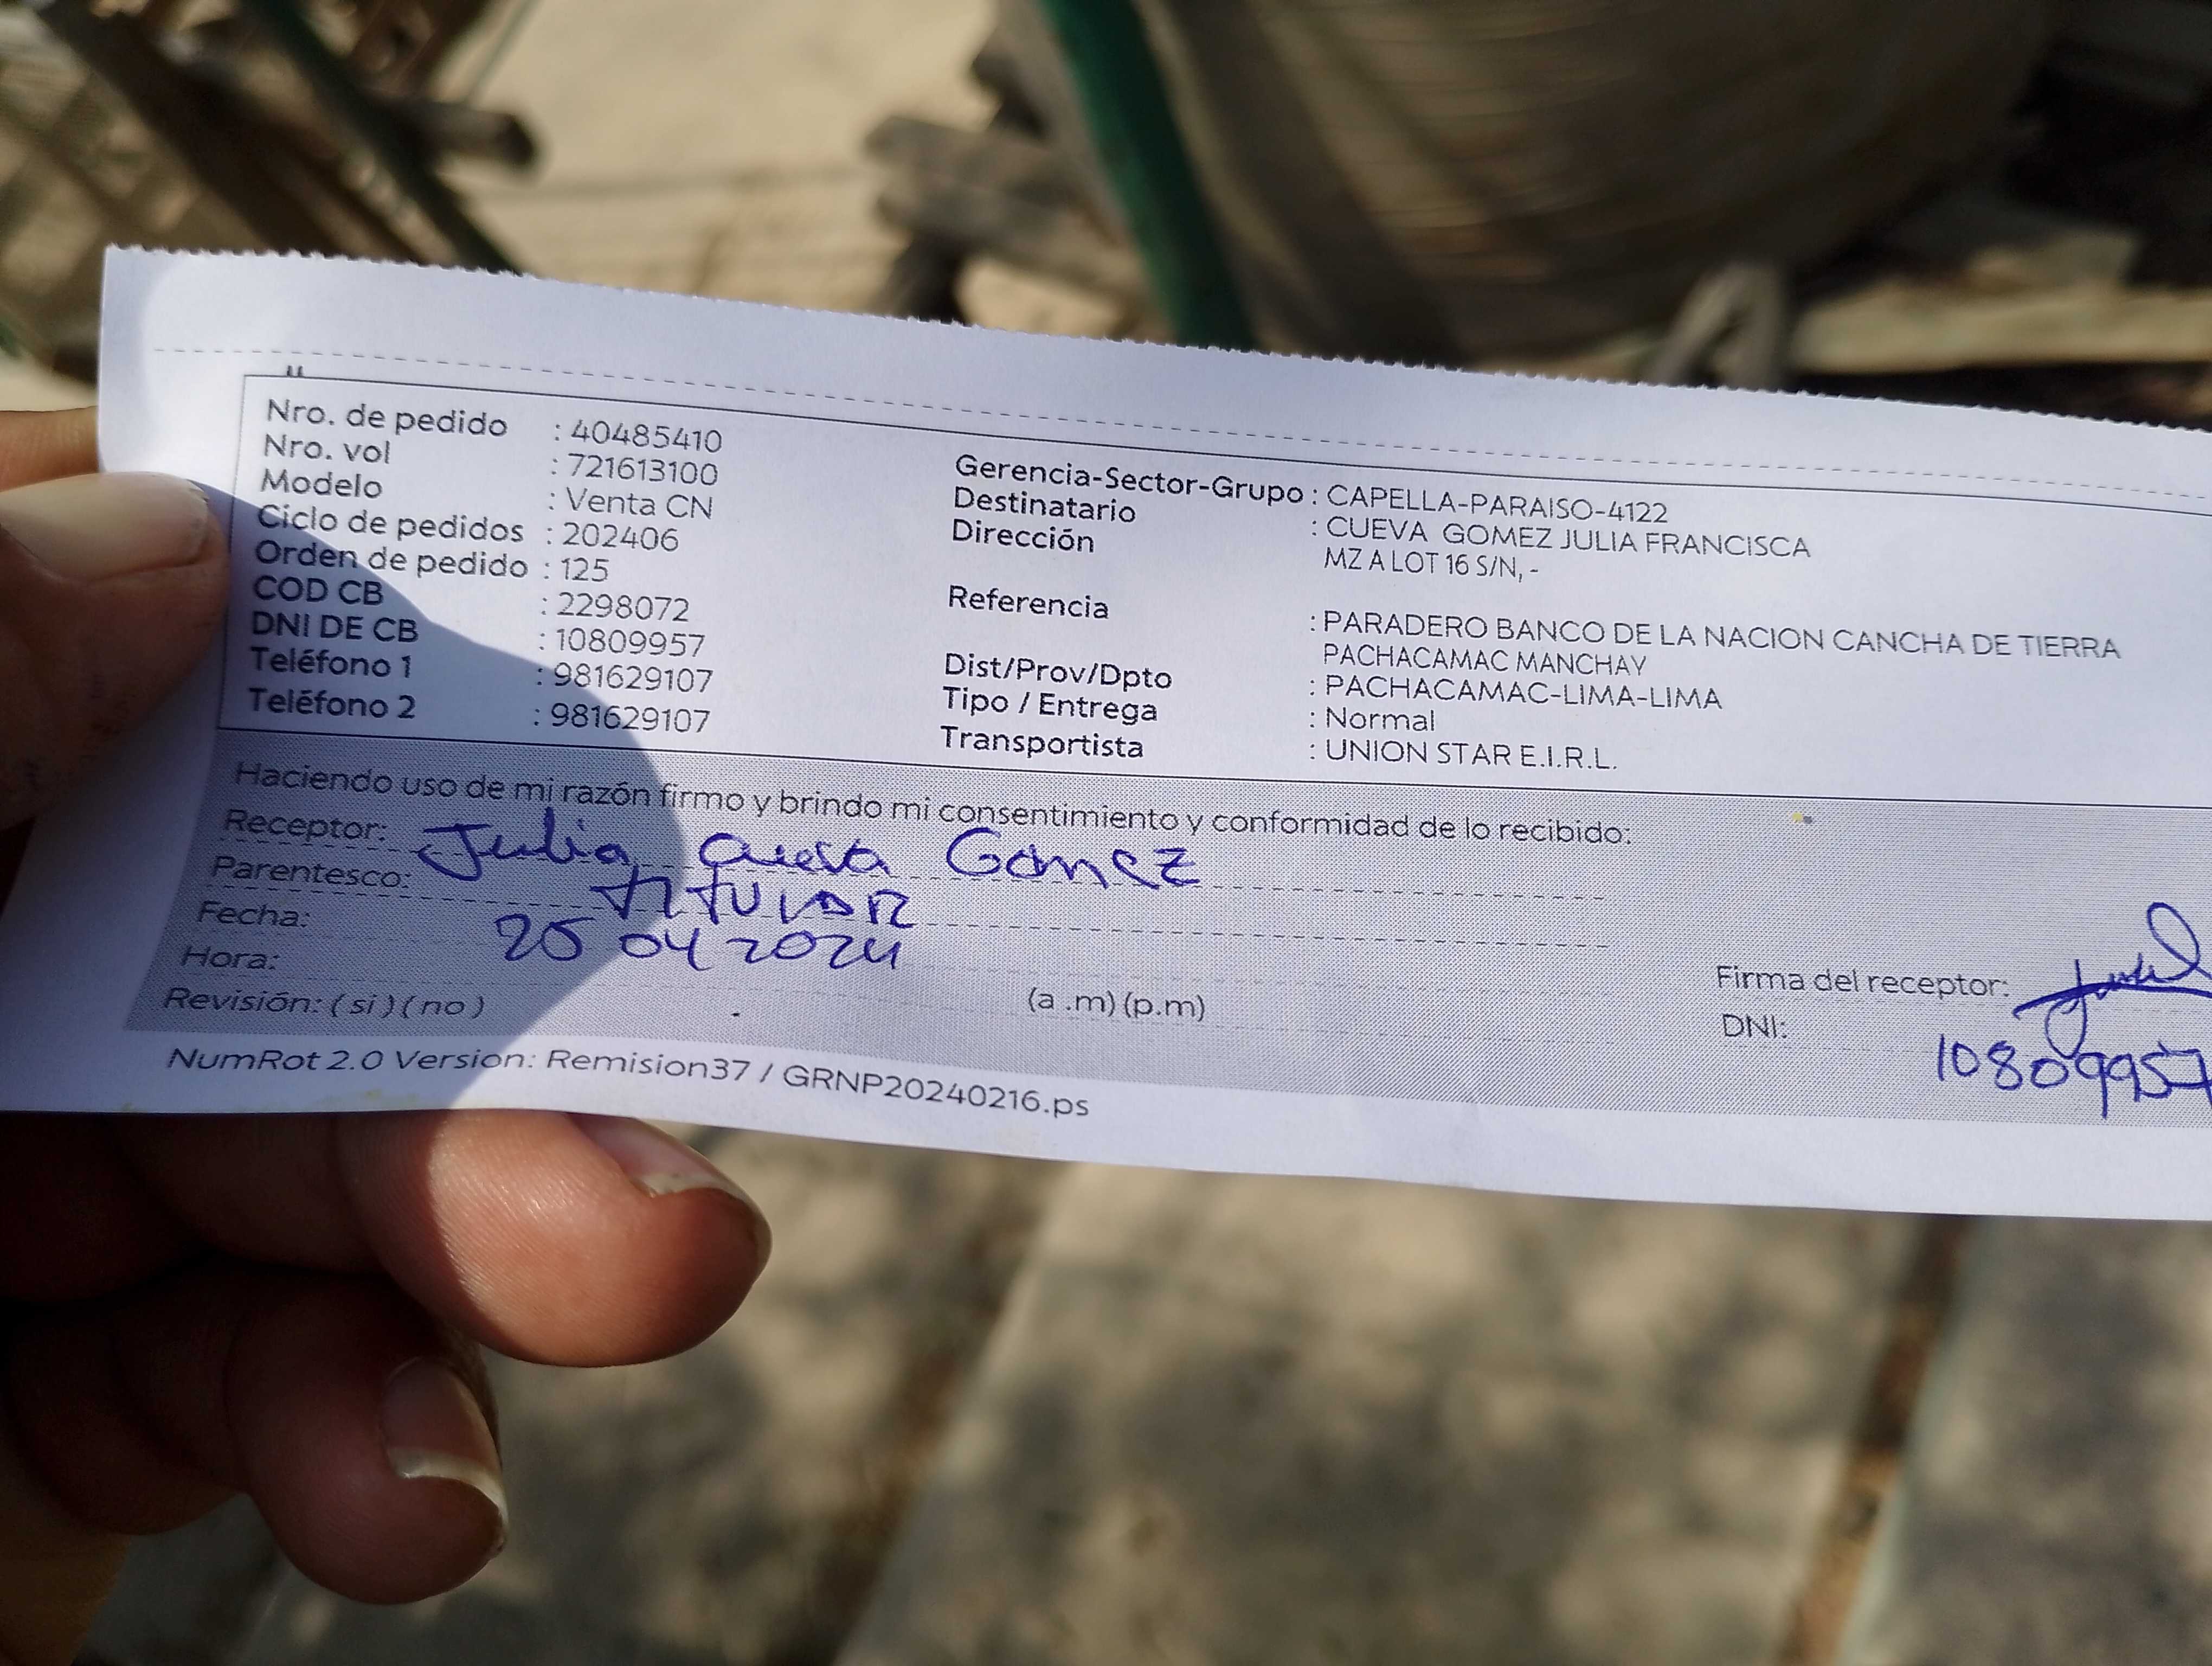 Nro. de pedido : 40485410
Nro. vol : 721613100
Modelo : Venta CN
Ciclo de pedidos : 202406
Orden de pedido : 125
COD CB : 2298072
DNI DE CB : 10809957
Teléfono 1 : 981629107
Teléfono 2 : 981629107
Gerencia-Sector-Grupo : CAPELLA-PARAISO-4122
Destinatario : CUEVA GOMEZ JULIA FRANCISCA
Dirección MZ A LOT 16 S/N, -
Referencia : PARADERO BANCO DE LA NACION CANCHA DE TIERRA
PACHACAMAC MANCHAY
Dist/Prov/Dpto : PACHACAMAC-LIMA-LIMA
Tipo / Entrega : Normal
Transportista : UNION STAR E.I.R.L.
Haciendo uso de mi razón firmo y brindo mi consentimiento y conformidad de lo recibido:
Receptor: Julia Cueva Gomez
Parentesco: TITULAR
Fecha: 25 04 2024
Hora: (a .m) (p.m)
Revisión: ( si ) ( no )
Firma del receptor:
DNI: 10809957
NumRot 2.0 Version: Remision37 / GRNP20240216.ps